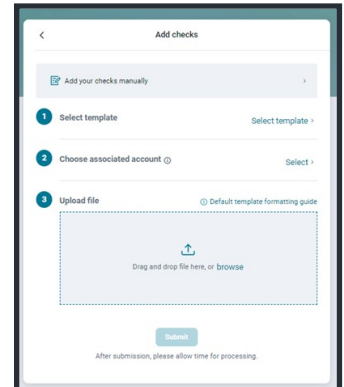 Add checks
Add your checks manually
1 Select template
Select template
2 Choose associated account
Select
3 Upload file
Default template formatting guide
Drag and drop file here, or browse
Submit
After submission, please allow time for processing.